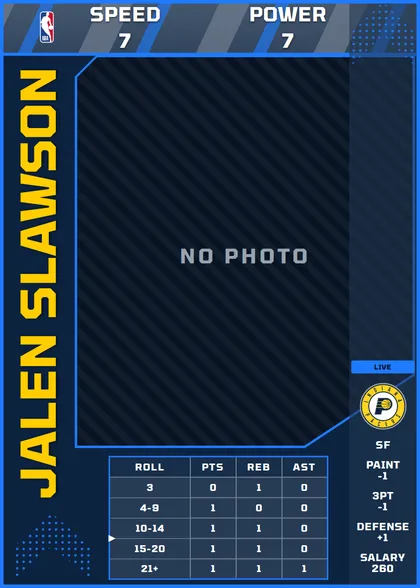 SPEED
7
POWER
7
JALEN SLAWSON
NO PHOTO
LIVE
INDIANA
PACERS
SF
PAINT
-1
3PT
-1
DEFENSE
+1
SALARY
260
ROLL PTS REB AST
3 0 1 0
4-9 1 0 0
10-14 1 1 0
15-20 1 1 0
21+ 1 1 1